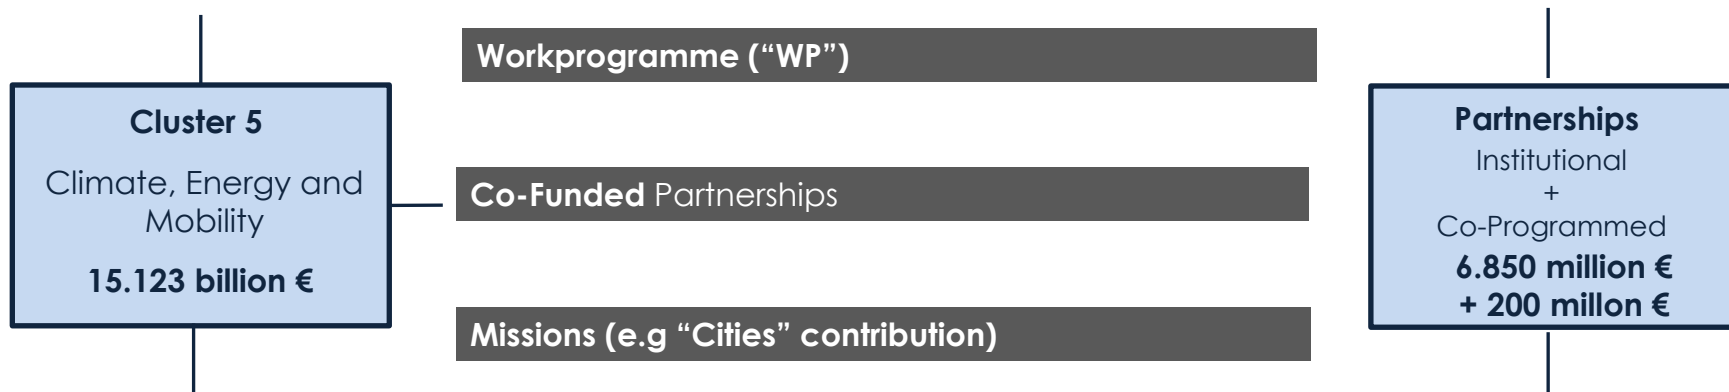 Cluster 5
Climate, Energy and
Mobility
15.123 billion €
Workprogramme (“WP”)
Co-Funded Partnerships
Missions (e.g “Cities” contribution)
Partnerships
Institutional
+
Co-Programmed
6.850 million €
+ 200 millon €